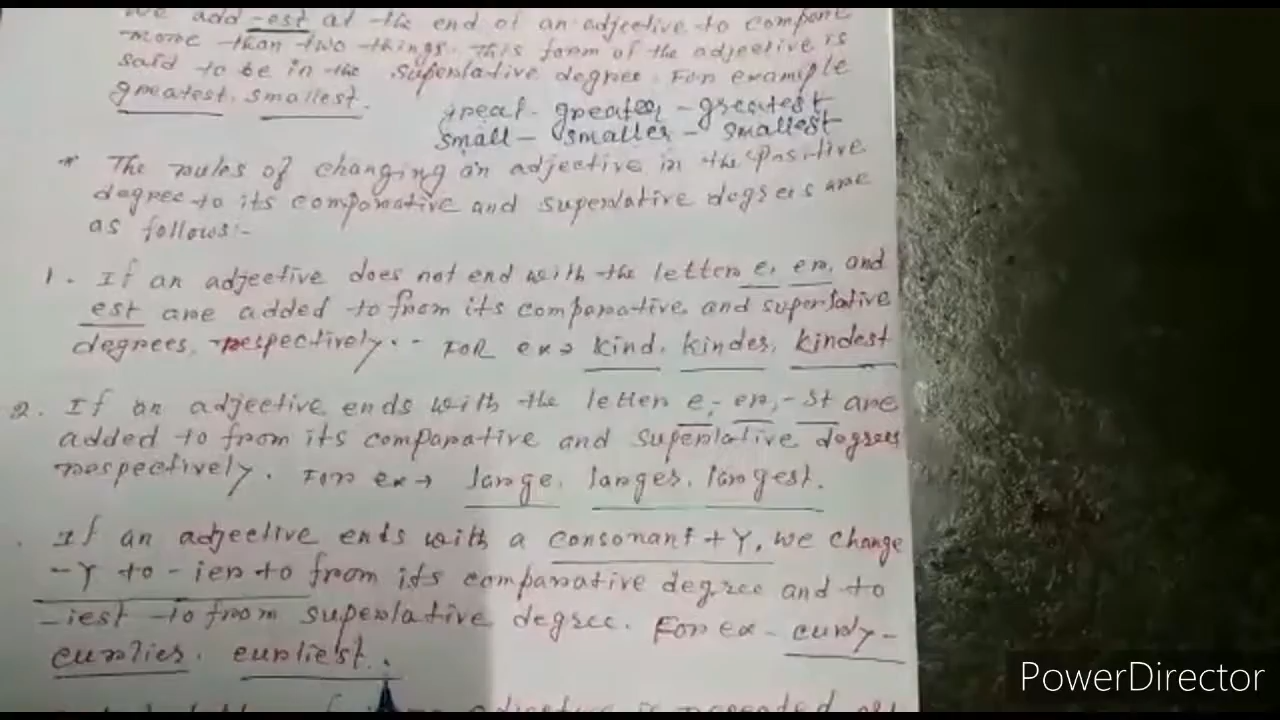 We add -est at the end of an adjective to compare
more than two things. This form of the adjective is
said to be in the superlative degree. For example
greatest, smallest.
great - greater - greatest
small - smaller - smallest
* The rules of changing an adjective in the positive
degree to its comparative and superlative degrees are
as follows:-
1. If an adjective does not end with the letter e, er, and
est are added to from its comparative and superlative
degrees, respectively. - For ex → kind, kinder, kindest
2. If an adjective ends with the letter e, - er, - st are
added to from its comparative and superlative degrees
respectively. For ex → large, larger, largest.
. If an adjective ends with a consonant + Y, we change
- Y to - ier to from its comparative degree and to
- iest to from superlative degree. For ex - curly -
curlier, curliest.
adjective is repeated
PowerDirector